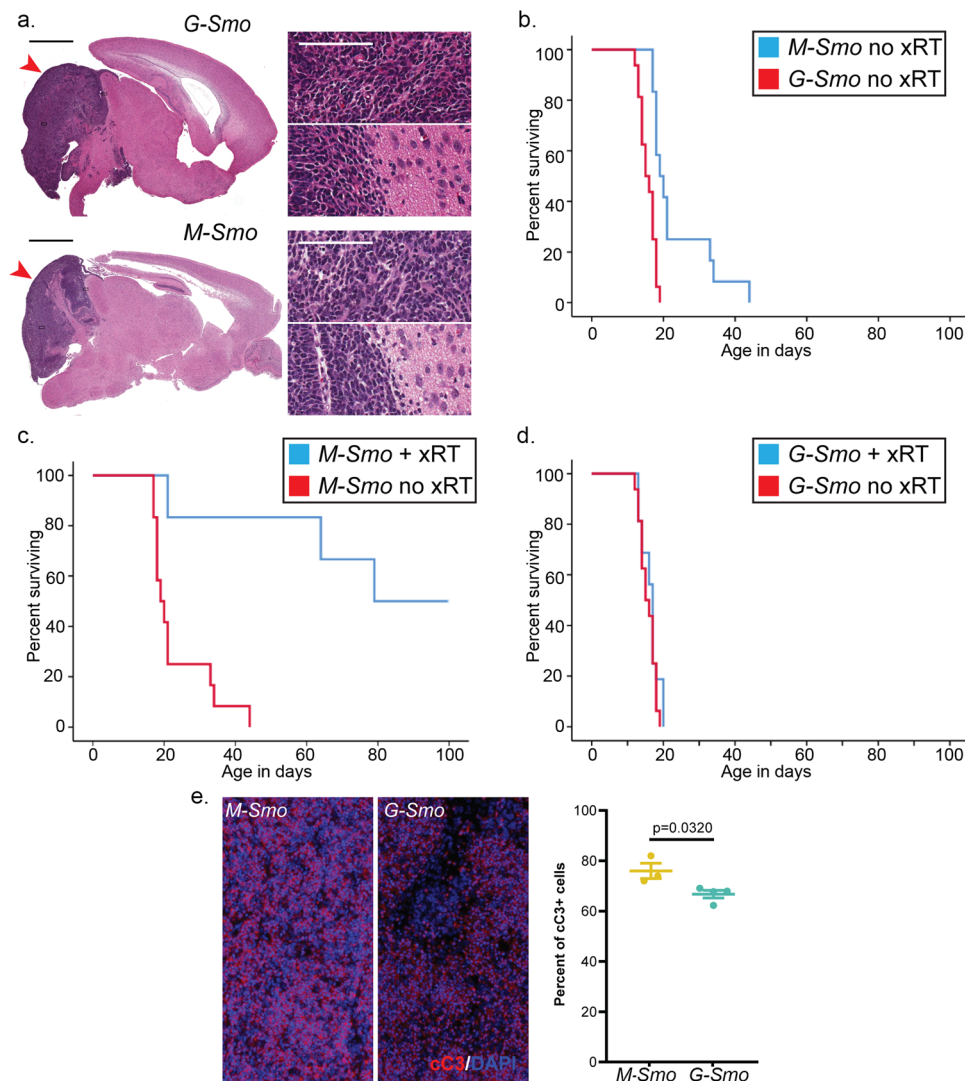 a.
G-Smo
M-Smo
b.
M-Smo no xRT
G-Smo no xRT
Percent surviving
100
80
60
40
20
0
0 20 40 60 80 100
Age in days
c.
M-Smo + xRT
M-Smo no xRT
Percent surviving
100
80
60
40
20
0
0 20 40 60 80 100
Age in days
d.
G-Smo + xRT
G-Smo no xRT
Percent surviving
100
80
60
40
20
0
0 20 40 60 80 100
Age in days
e.
M-Smo
G-Smo
cC3/DAPI
p=0.0320
Percent of cC3+ cells
100
80
60
40
80
0
M-Smo G-Smo